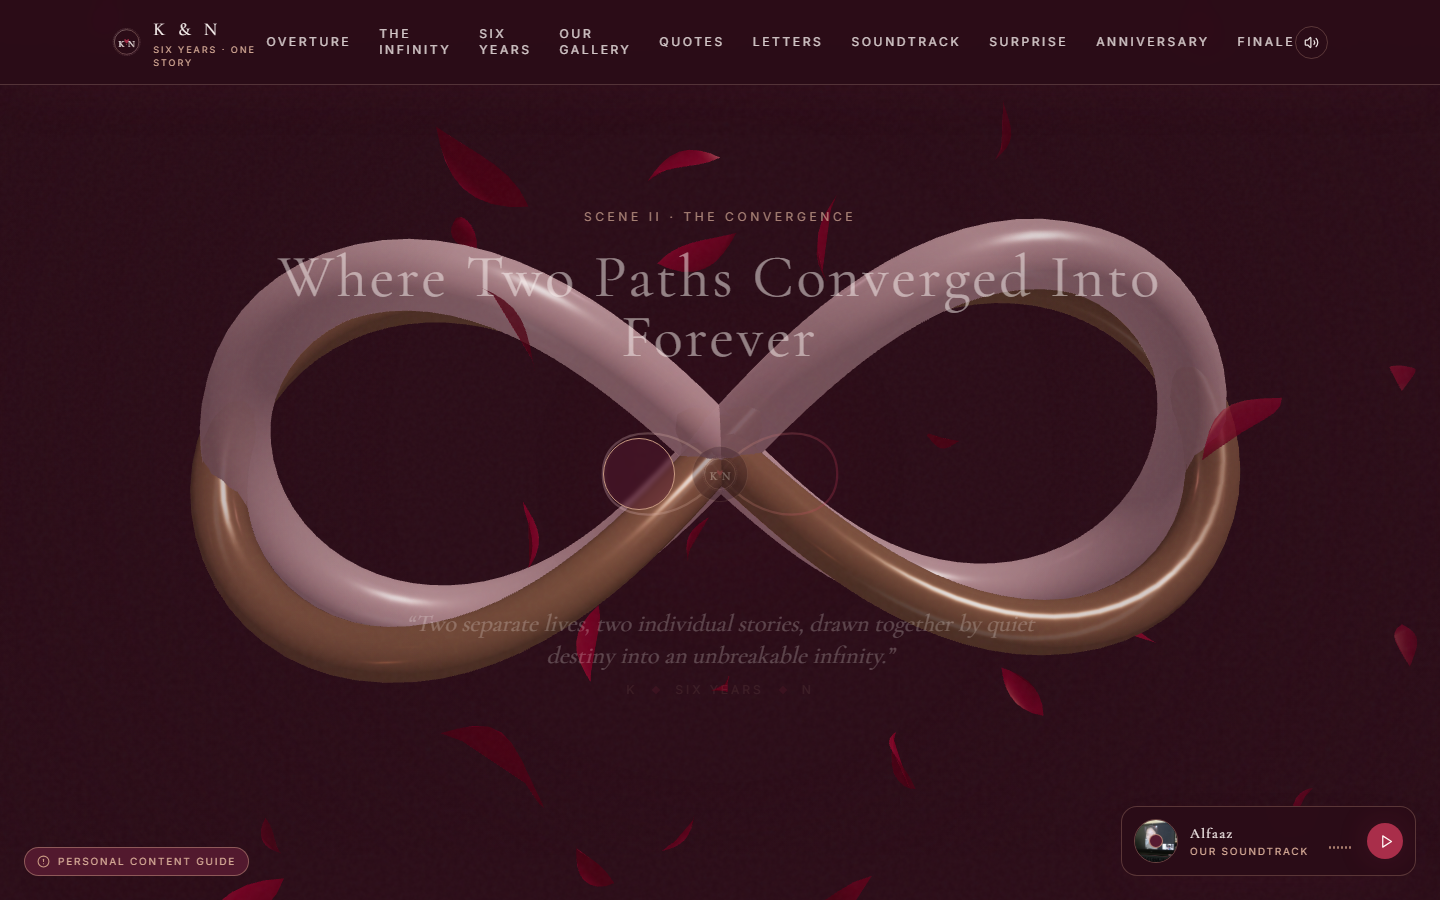 K & N
SIX YEARS · ONE
STORY
OVERTURE
THE
INFINITY
SIX
YEARS
OUR
GALLERY
QUOTES
LETTERS
SOUNDTRACK
SURPRISE
ANNIVERSARY
FINALE
SCENE II · THE CONVERGENCE
Where Two Paths Converged Into
Forever
K N
“Two separate lives, two individual stories, drawn together by quiet
destiny into an unbreakable infinity.”
K SIX YEARS N
PERSONAL CONTENT GUIDE
Alfaaz
OUR SOUNDTRACK